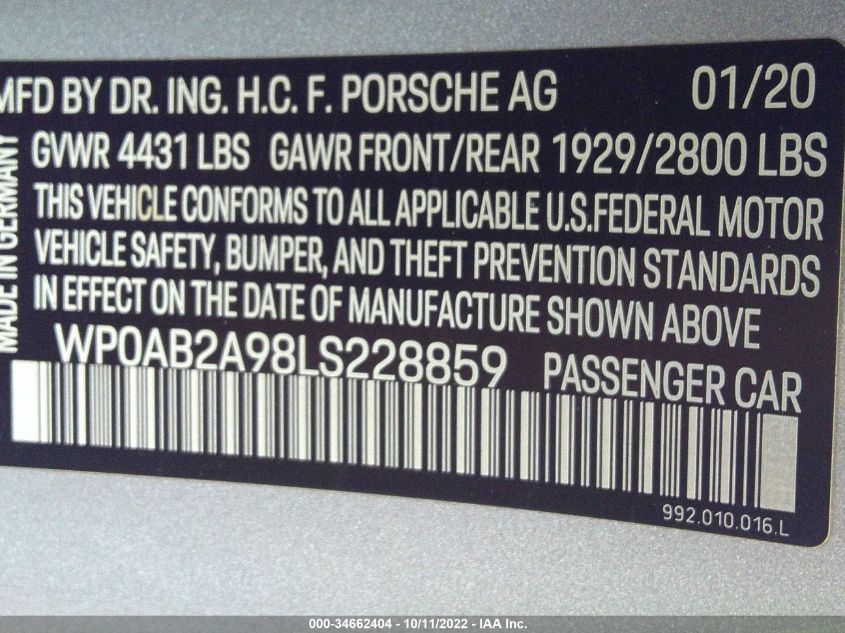 MFD BY DR. ING. H.C. F. PORSCHE AG 01/20
MADE IN GERMANY
GVWR 4431 LBS GAWR FRONT/REAR 1929/2800 LBS
THIS VEHICLE CONFORMS TO ALL APPLICABLE U.S.FEDERAL MOTOR
VEHICLE SAFETY, BUMPER, AND THEFT PREVENTION STANDARDS
IN EFFECT ON THE DATE OF MANUFACTURE SHOWN ABOVE
WP0AB2A98LS228859 PASSENGER CAR
992.010.016.L
000-34662404 - 10/11/2022 - IAA Inc.